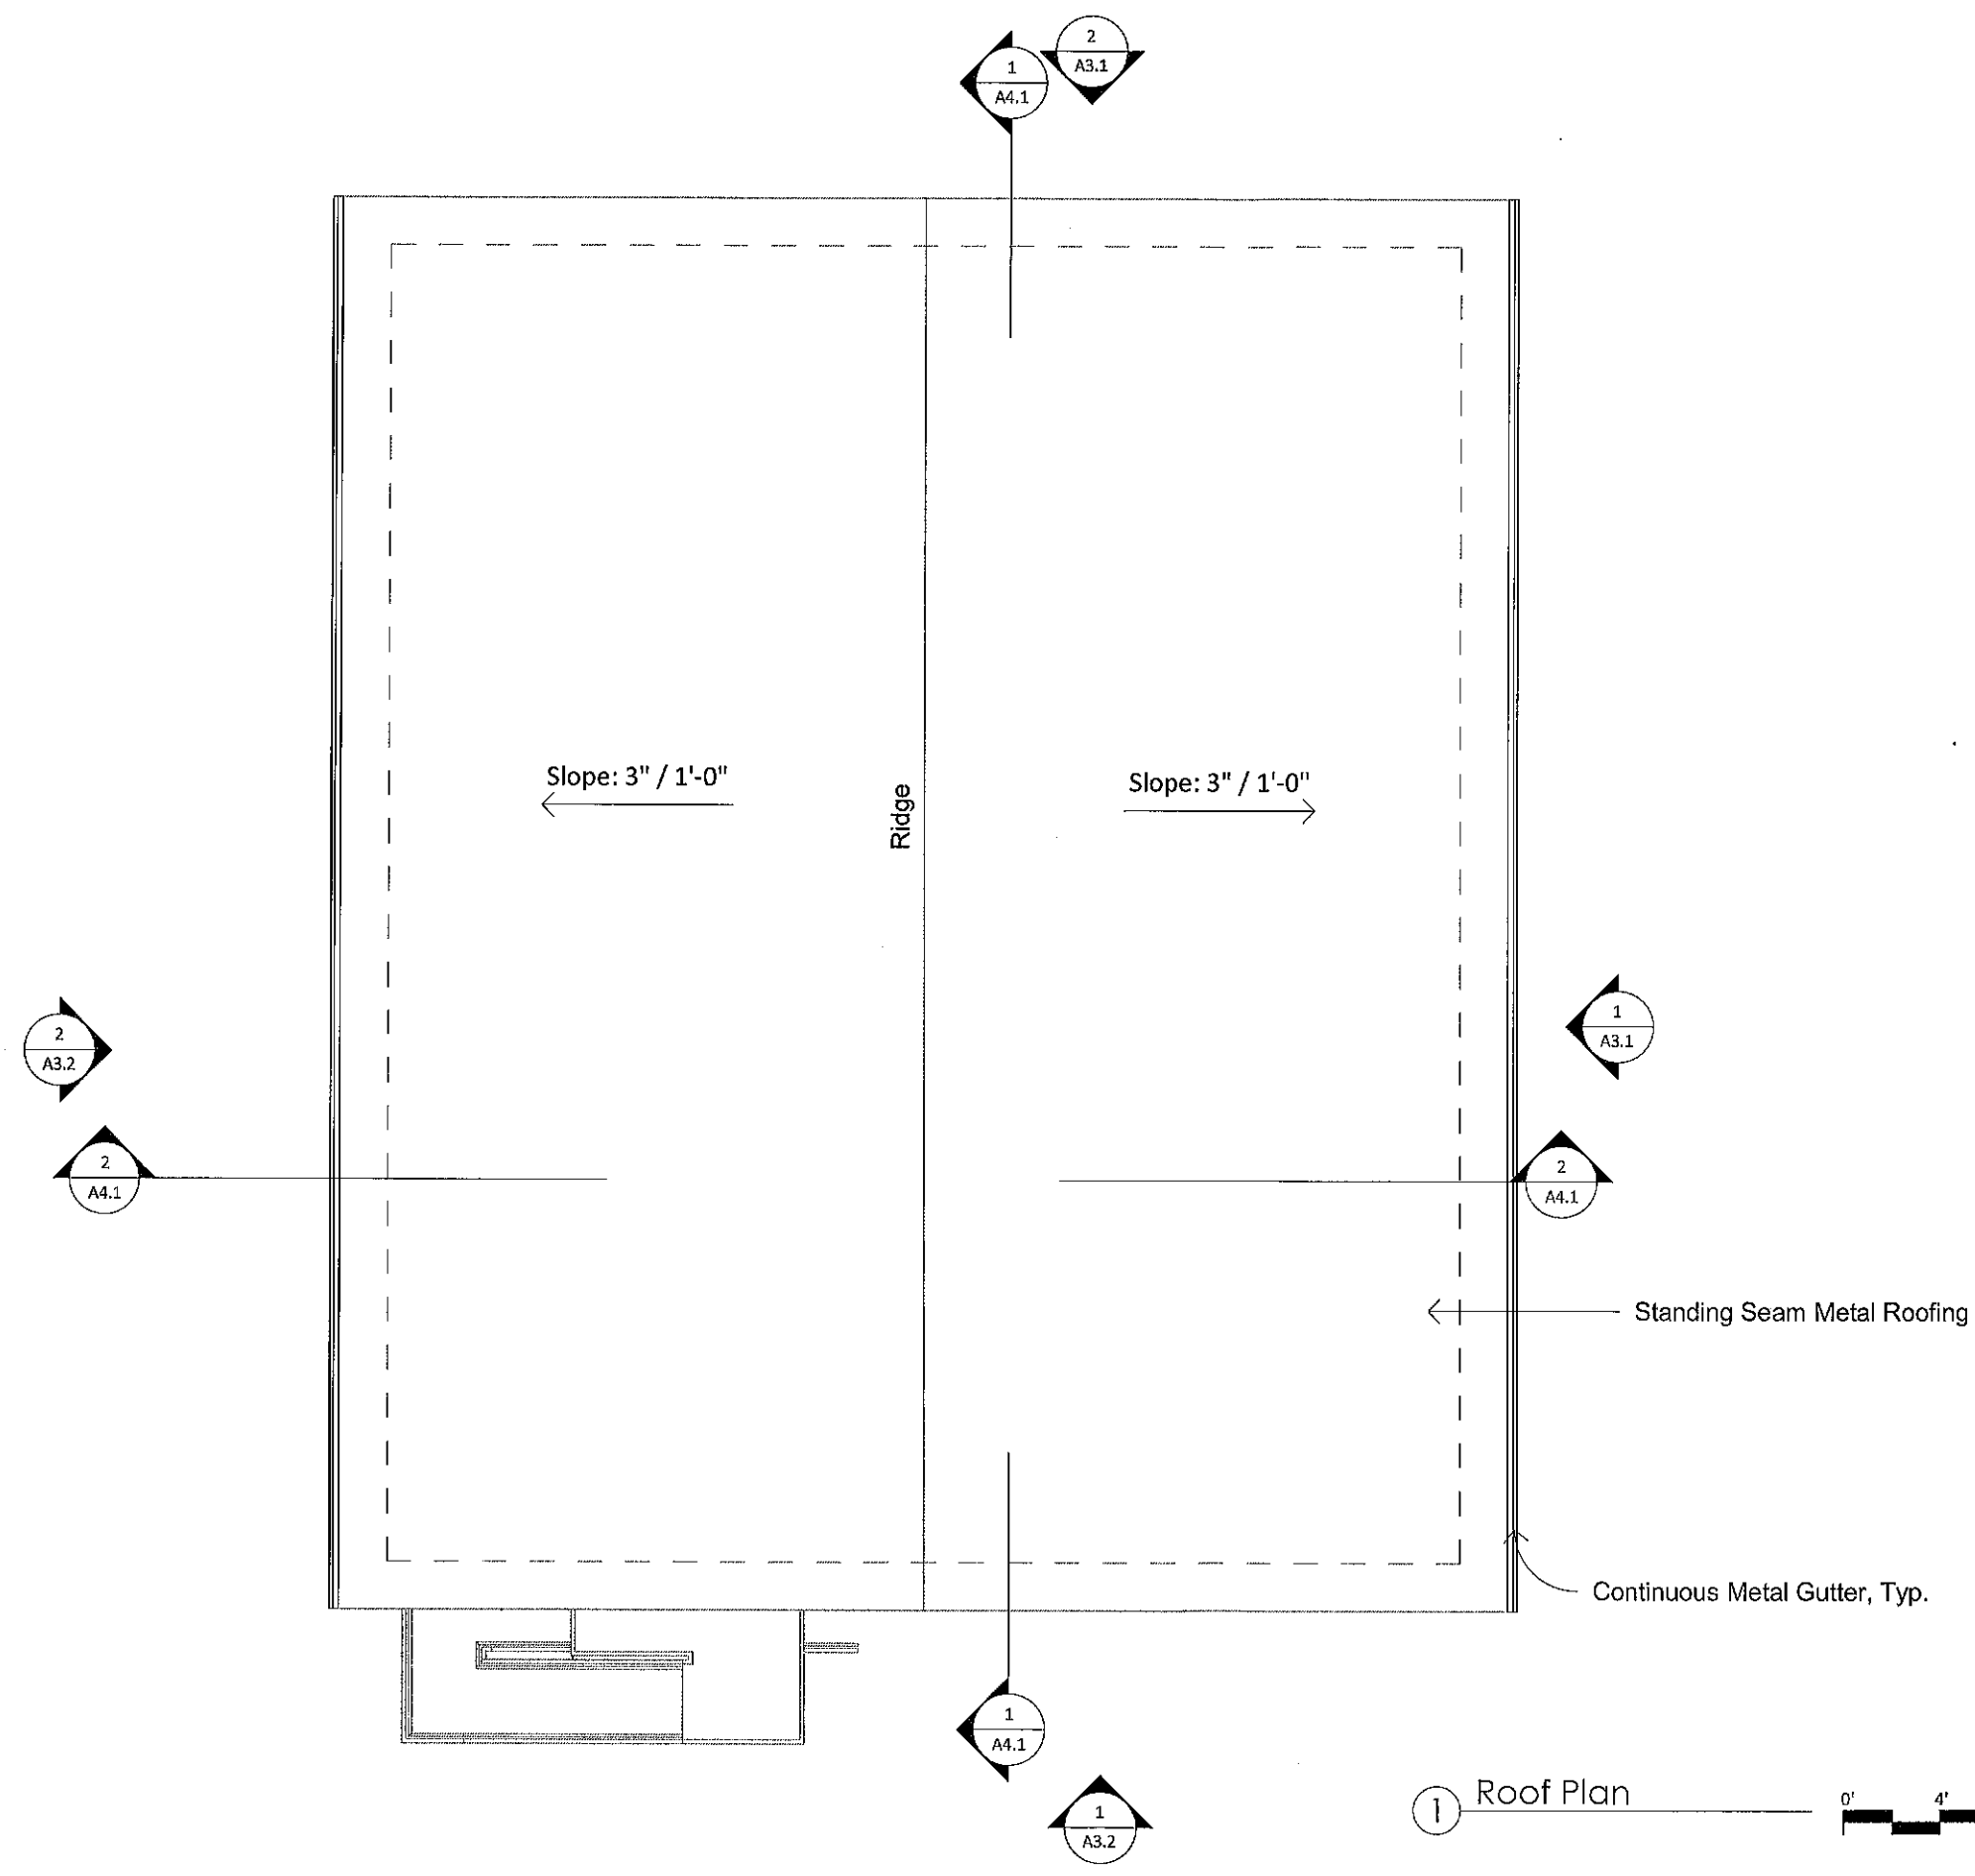 2
A3.1
1
A4.1
Slope: 3" / 1'-0"
Slope: 3" / 1'-0"
Ridge
1
A3.1
2
A3.2
2
A4.1
2
A4.1
Standing Seam Metal Roofing
Continuous Metal Gutter, Typ.
1
A4.1
1
A3.2
1
Roof Plan
0'
4'